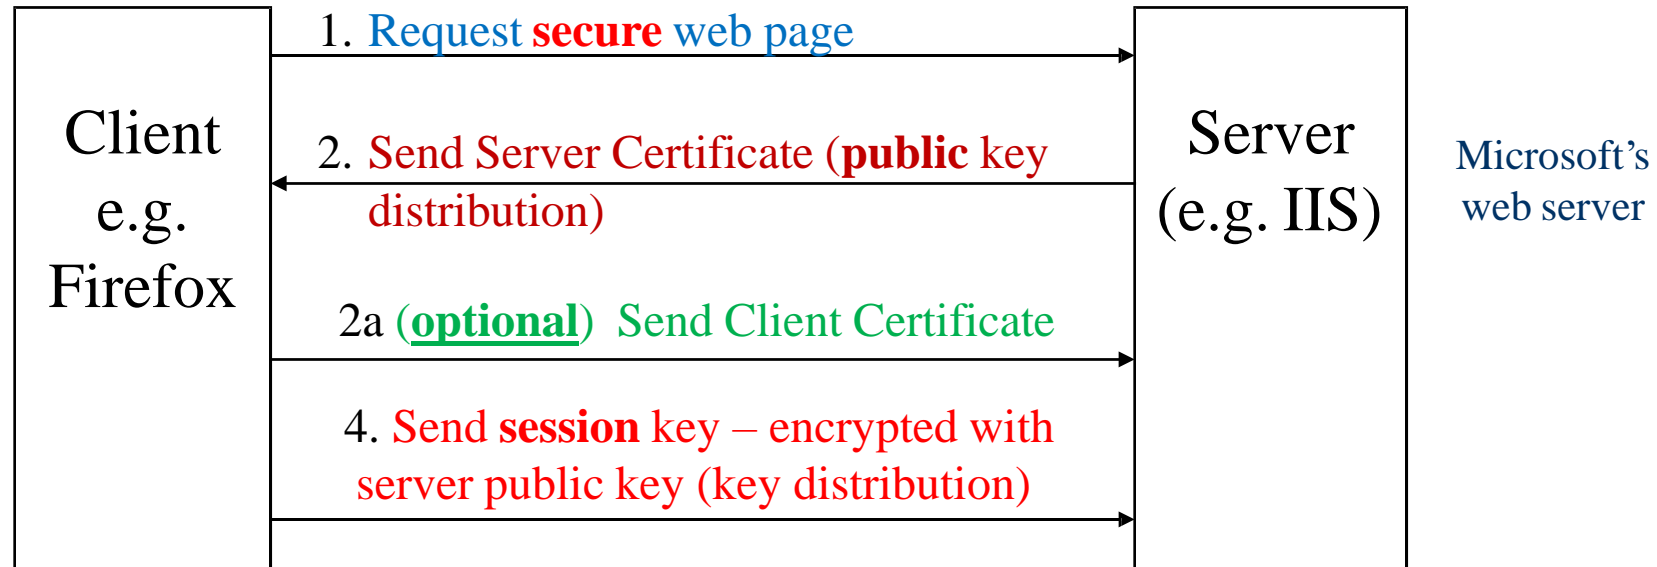 Client
e.g.
Firefox
1. Request secure web page
2. Send Server Certificate (public key
distribution)
2a (optional) Send Client Certificate
4. Send session key – encrypted with
server public key (key distribution)
Server
(e.g. IIS)
Microsoft’s
web server